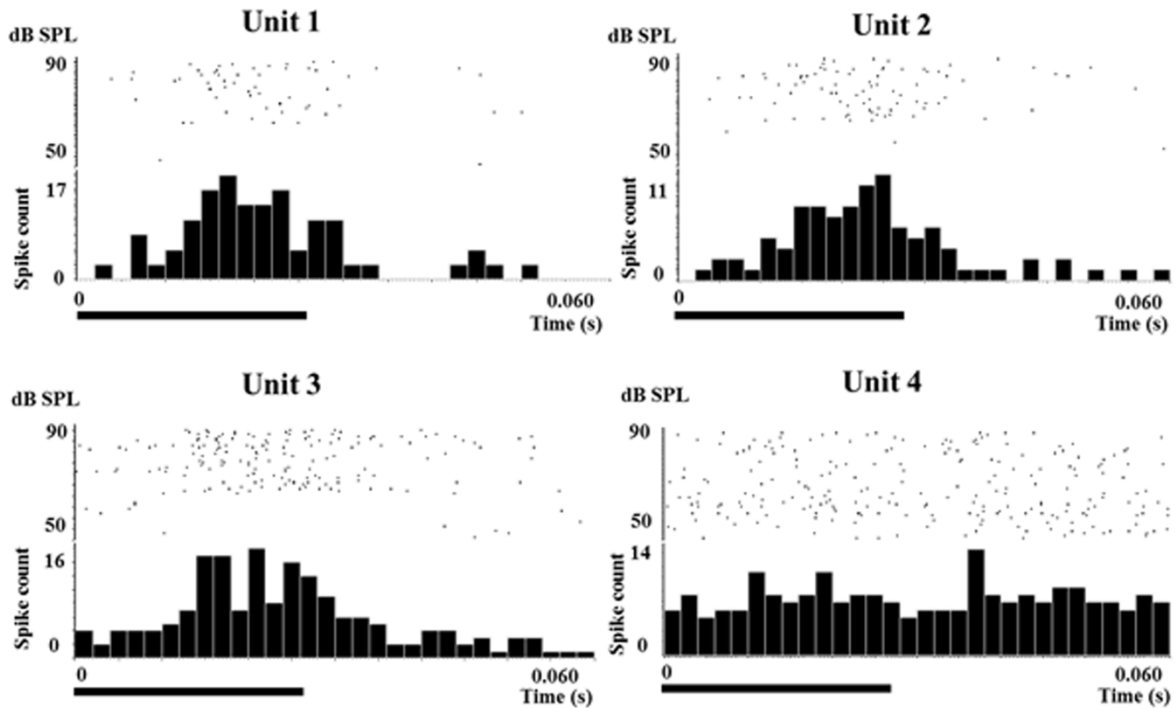 Unit 1
dB SPL
90
50
Spike count
17
0
0
0.060
Time (s)
Unit 2
dB SPL
90
50
Spike count
11
0
0
0.060
Time (s)
Unit 3
dB SPL
90
50
Spike count
16
0
0
0.060
Time (s)
Unit 4
dB SPL
90
50
Spike count
14
0
0
0.060
Time (s)